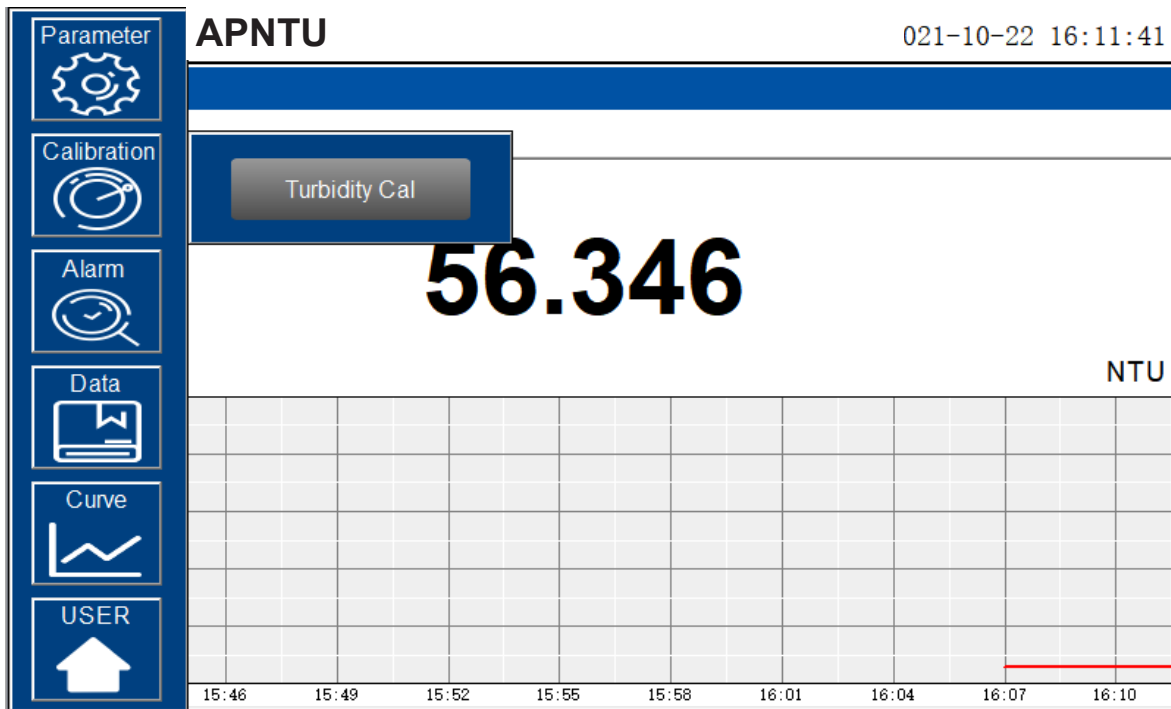 Parameter
APNTU
021-10-22 16:11:41
Calibration
Turbidity Cal
Alarm
56.346
NTU
Data
Curve
USER
15:46 15:49 15:52 15:55 15:58 16:01 16:04 16:07 16:10